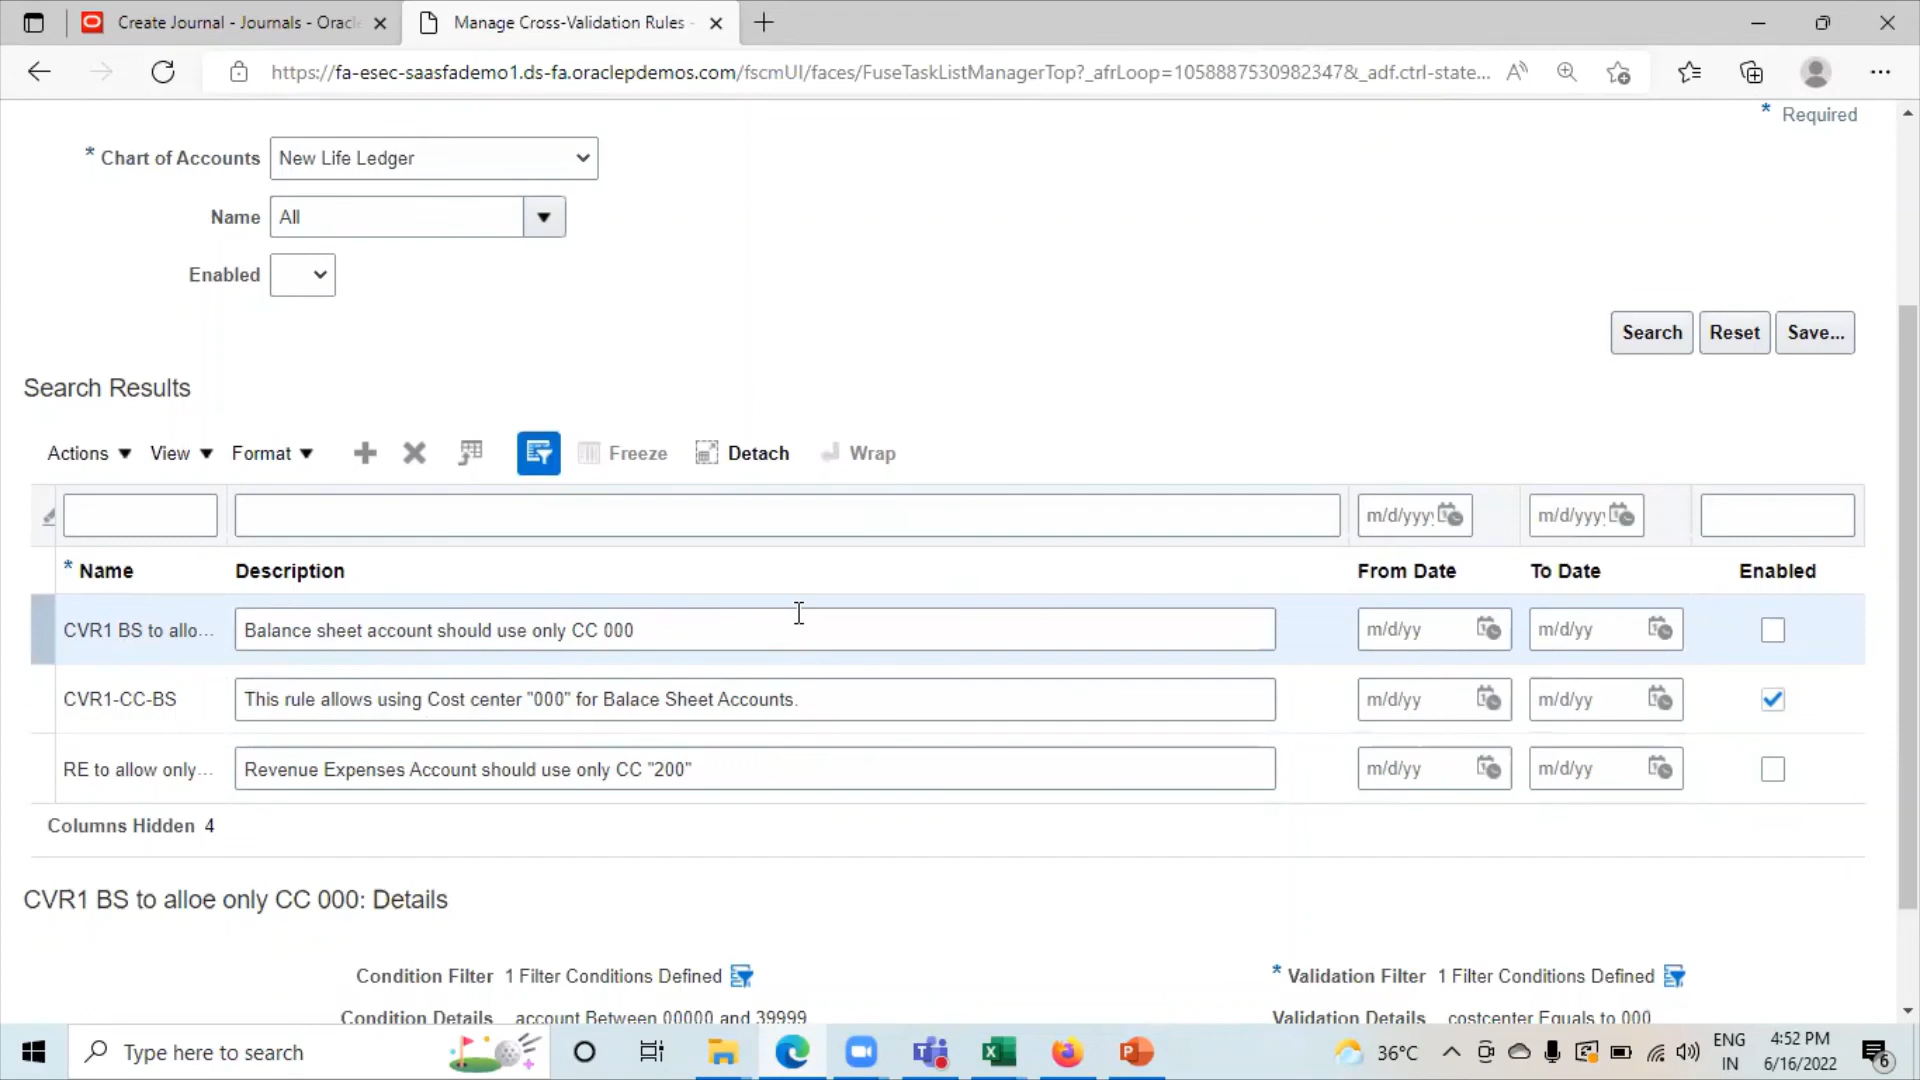 Create Journal - Journals - Oracle
Manage Cross-Validation Rules -
https://fa-esec-saasfademo1.ds-fa.oraclepdemos.com/fscmUI/faces/FuseTaskListManagerTop?_afrLoop=1058887530982347&_adf.ctrl-state...
* Required
* Chart of Accounts New Life Ledger
Name All
Enabled
Search Reset Save...
Search Results
Actions View Format Freeze Detach Wrap
m/d/yyyy m/d/yyyy
* Name Description From Date To Date Enabled
CVR1 BS to allo... Balance sheet account should use only CC 000 m/d/yy m/d/yy
CVR1-CC-BS This rule allows using Cost center "000" for Balace Sheet Accounts. m/d/yy m/d/yy
RE to allow only... Revenue Expenses Account should use only CC "200" m/d/yy m/d/yy
Columns Hidden 4
CVR1 BS to alloe only CC 000: Details
Condition Filter 1 Filter Conditions Defined * Validation Filter 1 Filter Conditions Defined
Condition Details account Between 00000 and 39999 Validation Details costcenter Equals to 000
Type here to search
36°C
ENG
IN
4:52 PM
6/16/2022
6